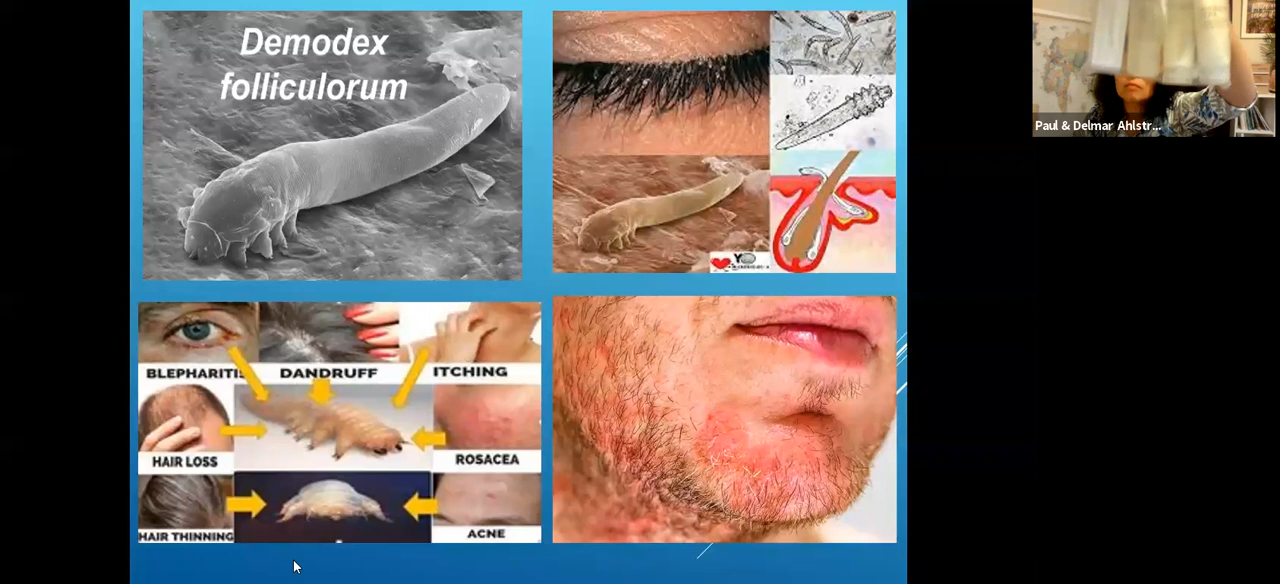 Demodex
folliculorum
BLEPHARITIS
DANDRUFF
ITCHING
HAIR LOSS
ROSACEA
HAIR THINNING
ACNE
Paul & Delmar Ahlstr...